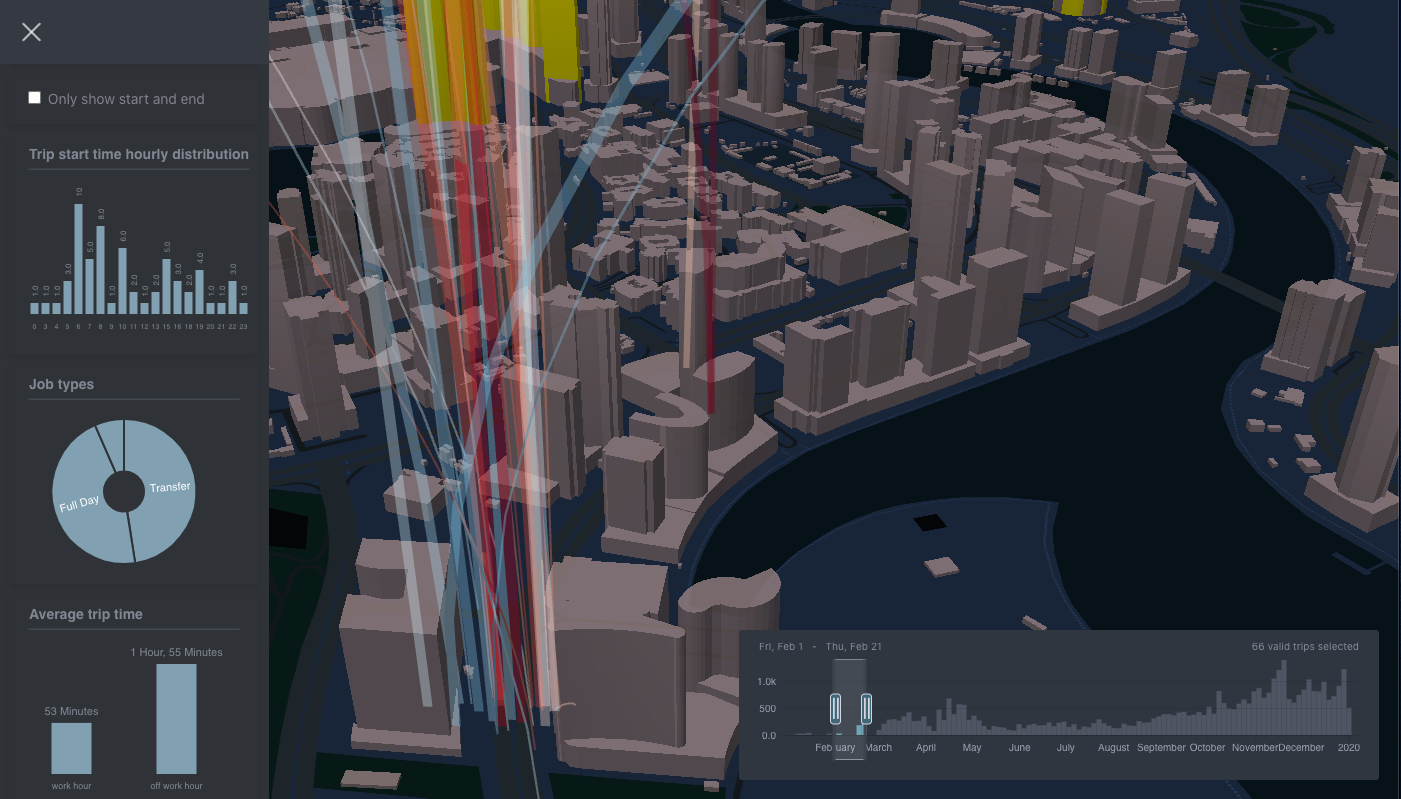 Only show start and end
Trip start time hourly distribution
1.0 1.0 1.0 3.0 10 5.0 8.0 1.0 6.0 2.0 1.0 2.0 5.0 3.0 2.0 4.0 1.0 1.0 3.0 1.0
0 3 4 5 6 7 8 9 10 11 12 13 15 16 18 19 20 21 22 23
Job types
Full Day
Transfer
Average trip time
1 Hour, 55 Minutes
53 Minutes
work hour
off work hour
Fri, Feb 1 - Thu, Feb 21
66 valid trips selected
1.0k
500
0.0
February March April May June July August September October November December 2020